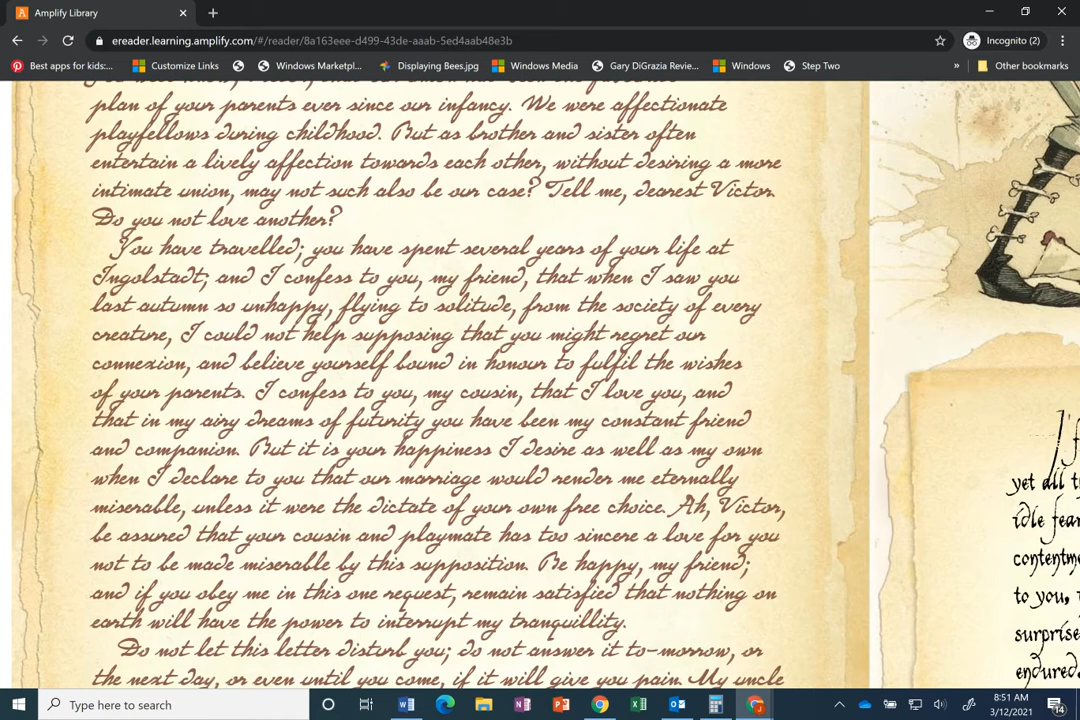 Amplify Library
ereader.learning.amplify.com/#/reader/8a163eee-d499-43de-aaab-5ed4aab48e3b
Incognito (2)
Best apps for kids:...
Customize Links
Windows Marketpl...
Displaying Bees.jpg
Windows Media
Gary DiGrazia Revie...
Windows
Step Two
»
Other bookmarks
plan of your parents ever since our infancy. We were affectionate
playfellows during childhood. But as brother and sister often
entertain a lively affection towards each other, without desiring a more
intimate union, may not such also be our case? Tell me, dearest Victor.
Do you not love another?
You have travelled; you have spent several years of your life at
Ingolstadt; and I confess to you, my friend, that when I saw you
last autumn so unhappy, flying to solitude, from the society of every
creature, I could not help supposing that you might regret our
connexion, and believe yourself bound in honour to fulfil the wishes
of your parents. I confess to you, my cousin, that I love you, and
that in my airy dreams of futurity you have been my constant friend
and companion. But it is your happiness I desire as well as my own
when I declare to you that our marriage would render me eternally
miserable, unless it were the dictate of your own free choice. Ah, Victor,
be assured that your cousin and playmate has too sincere a love for you
not to be made miserable by this supposition. Be happy, my friend;
and if you obey me in this one request, remain satisfied that nothing on
earth will have the power to interrupt my tranquillity.
Do not let this letter disturb you; do not answer it to-morrow, or
the next day, or even until you come, if it will give you pain. My uncle
yet all t
idle fear
contentme
to you,
surprise
endured
Type here to search
8:51 AM
3/12/2021
14